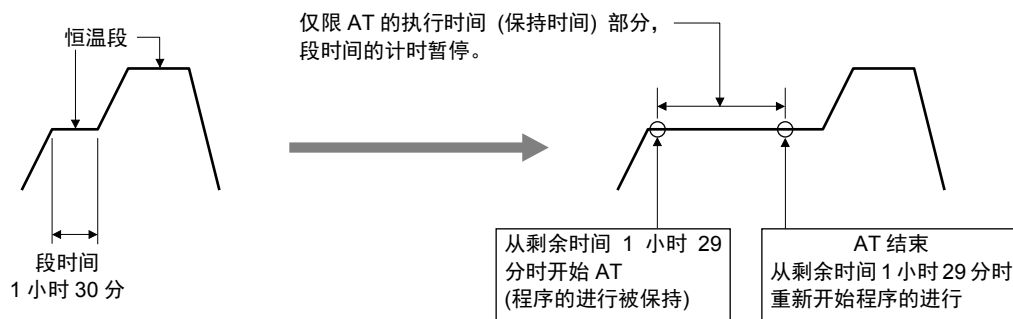 恒温段
仅限 AT 的执行时间 (保持时间) 部分，
段时间的计时暂停。
段时间
1 小时 30 分
从剩余时间 1 小时 29
分时开始 AT
(程序的进行被保持)
AT 结束
从剩余时间 1 小时 29 分时
重新开始程序的进行